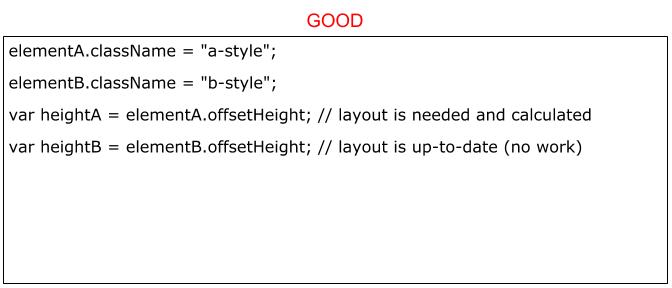 GOOD
elementA.className = "a-style";
elementB.className = "b-style";
var heightA = elementA.offsetHeight; // layout is needed and calculated
var heightB = elementB.offsetHeight; // layout is up-to-date (no work)